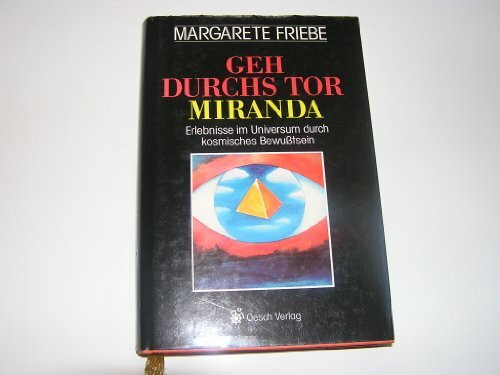 MARGARETE FRIEBE
GEH
DURCHS TOR
MIRANDA
Erlebnisse im Universum durch
kosmisches Bewußtsein
Oesch Verlag